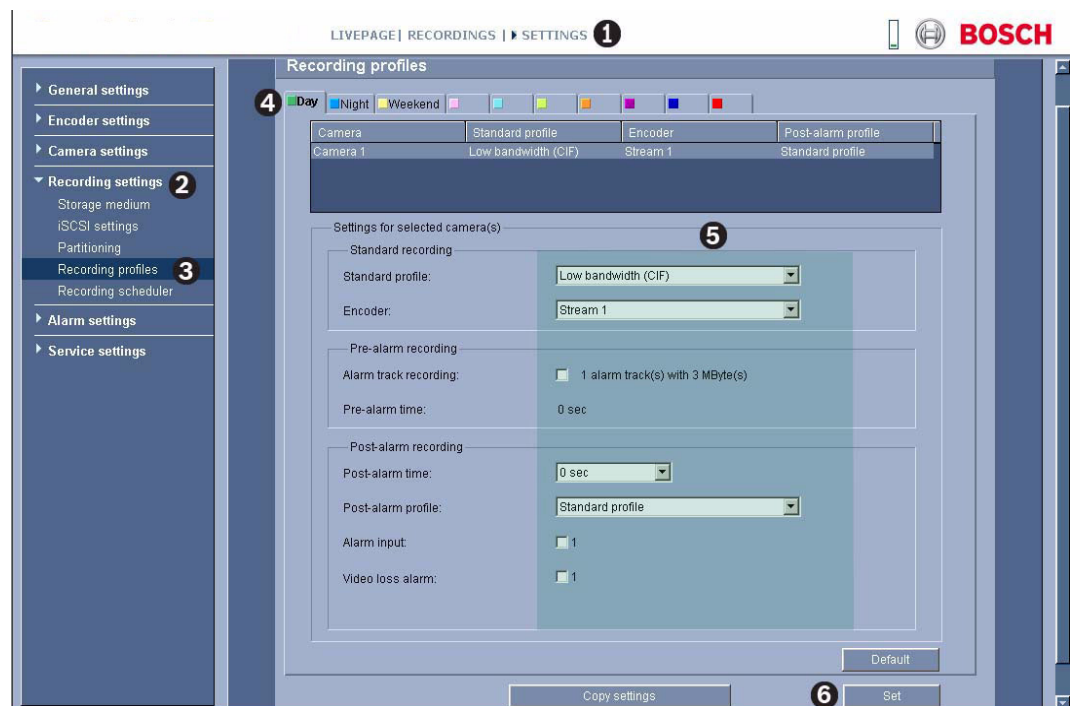 LIVEPAGE| RECORDINGS | SETTINGS 1
BOSCH
General settings
Encoder settings
Camera settings
Recording settings 2
Storage medium
iSCSI settings
Partitioning
Recording profiles 3
Recording scheduler
Alarm settings
Service settings
Recording profiles
4 Day Night Weekend
Camera Standard profile Encoder Post-alarm profile
Camera 1 Low bandwidth (CIF) Stream 1 Standard profile
Settings for selected camera(s) 5
Standard recording
Standard profile: Low bandwidth (CIF)
Encoder: Stream 1
Pre-alarm recording
Alarm track recording: 1 alarm track(s) with 3 MByte(s)
Pre-alarm time: 0 sec
Post-alarm recording
Post-alarm time: 0 sec
Post-alarm profile: Standard profile
Alarm input: 1
Video loss alarm: 1
Default
Copy settings 6 Set